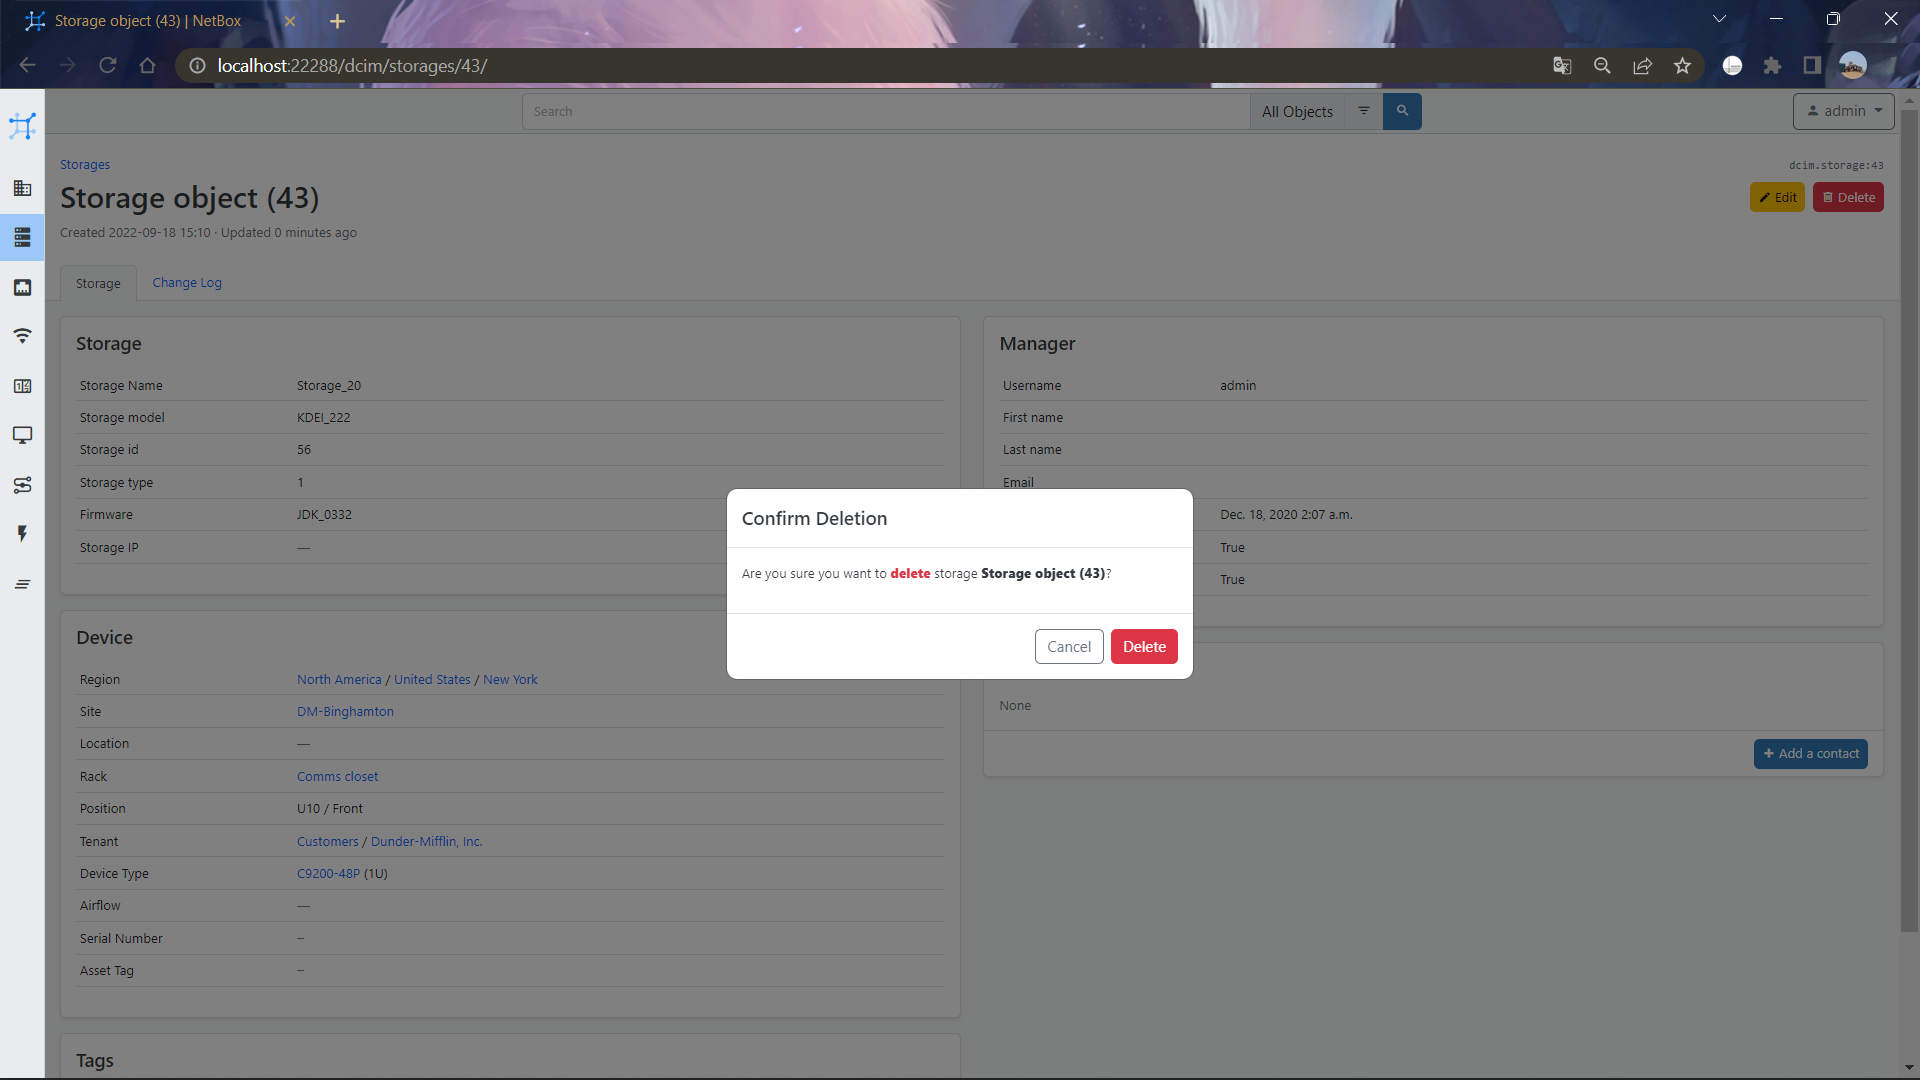 Storage object (43) | NetBox
localhost:22288/dcim/storages/43/
Search
All Objects
admin
Storages
dcim.storage:43
Storage object (43)
Edit
Delete
Created 2022-09-18 15:10 · Updated 0 minutes ago
Storage
Change Log
Storage
Storage Name Storage_20
Storage model KDEI_222
Storage id 56
Storage type 1
Firmware JDK_0332
Storage IP —
Manager
Username admin
First name
Last name
Email
Dec. 18, 2020 2:07 a.m.
True
True
Confirm Deletion
Are you sure you want to delete storage Storage object (43)?
Cancel
Delete
Device
Region North America / United States / New York
Site DM-Binghamton
Location —
Rack Comms closet
Position U10 / Front
Tenant Customers / Dunder-Mifflin, Inc.
Device Type C9200-48P (1U)
Airflow —
Serial Number –
Asset Tag –
None
+ Add a contact
Tags